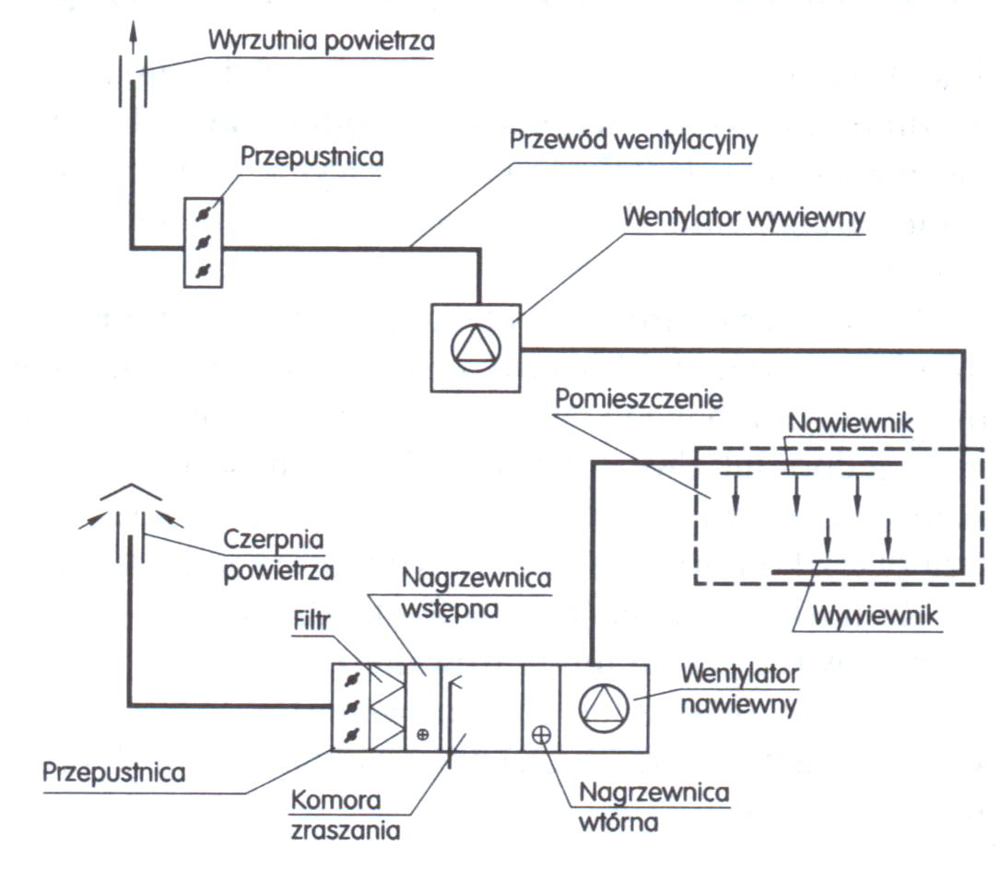 Wyrzutnia powietrza
Przepustnica
Przewód wentylacyjny
Wentylator wywiewny
Pomieszczenie
Nawiewnik
Czerpnia
powietrza
Nagrzewnica
wstępna
Filtr
Wywiewnik
Wentylator
nawiewny
Przepustnica
Komora
zraszania
Nagrzewnica
wtórna